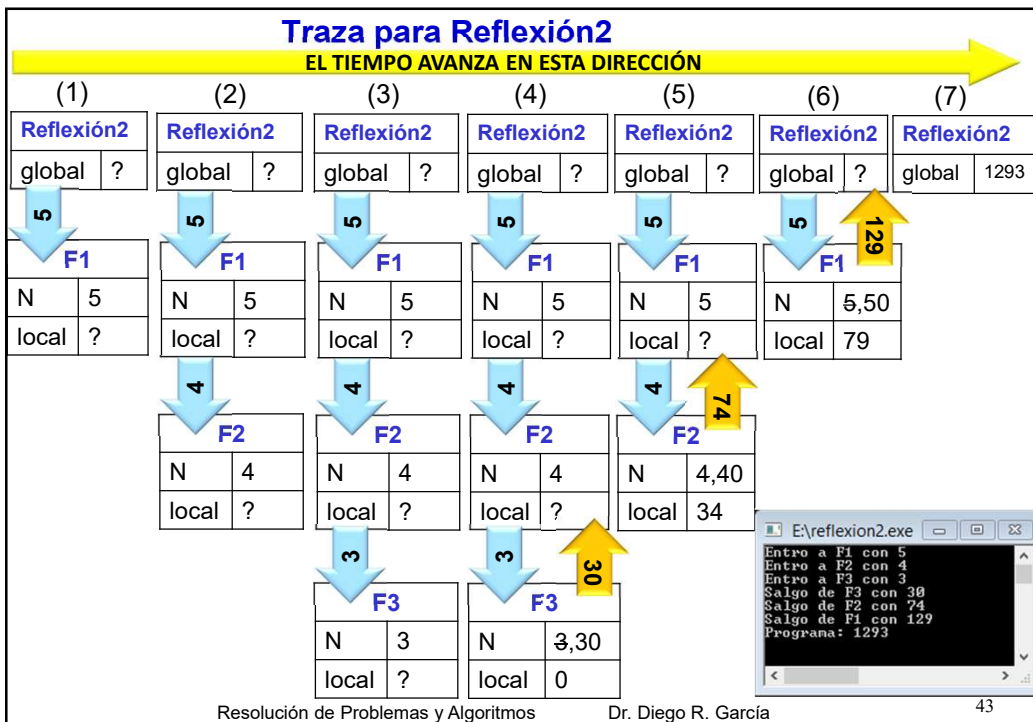 Traza para Reflexión2
EL TIEMPO AVANZA EN ESTA DIRECCIÓN
(1) (2) (3) (4) (5) (6) (7)
Reflexión2 Reflexión2 Reflexión2 Reflexión2 Reflexión2 Reflexión2 Reflexión2
global ? global ? global ? global ? global ? global ? global 1293
5 5 5 5 5 5 129
F1 F1 F1 F1 F1 F1
N 5 N 5 N 5 N 5 N 5 N 5,50
local ? local ? local ? local ? local ? local 79
4 4 4 4 74
F2 F2 F2 F2
N 4 N 4 N 4 N 4,40
local ? local ? local ? local 34
3 3 30
F3 F3
N 3 N 3,30
local ? local 0
E:\reflexion2.exe
Entro a F1 con 5
Entro a F2 con 4
Entro a F3 con 3
Salgo de F3 con 30
Salgo de F2 con 74
Salgo de F1 con 129
Programa: 1293
Resolución de Problemas y Algoritmos Dr. Diego R. García 43